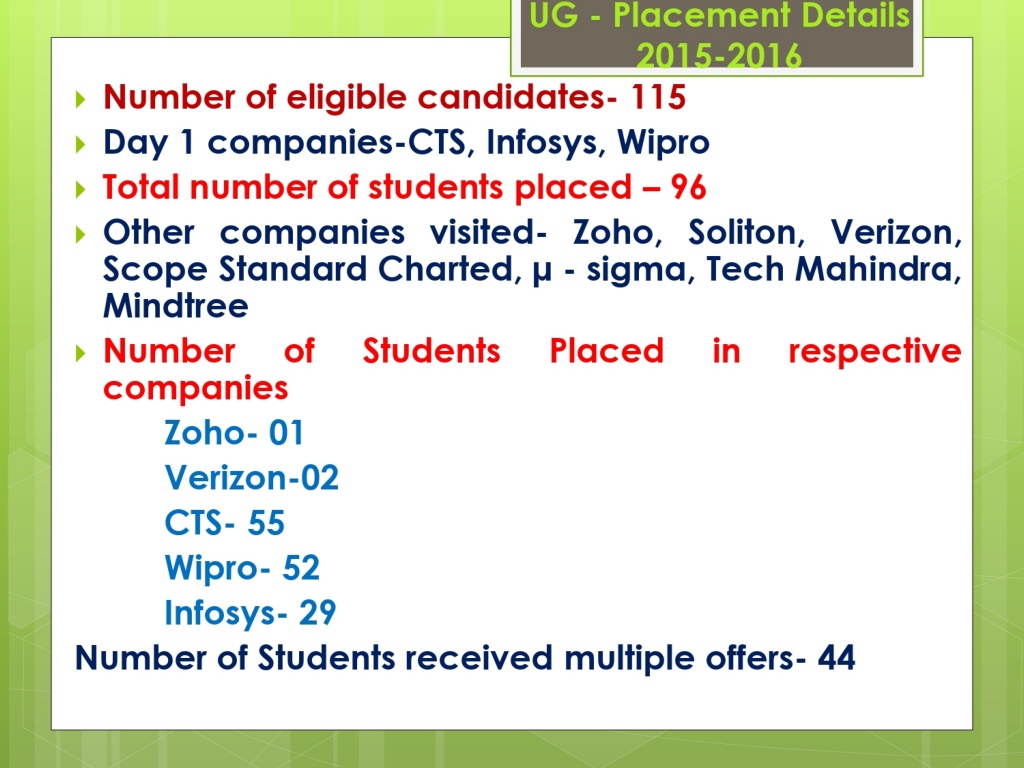 UG - Placement Details
2015-2016
Number of eligible candidates- 115
Day 1 companies-CTS, Infosys, Wipro
Total number of students placed – 96
Other companies visited- Zoho, Soliton, Verizon,
Scope Standard Charted, µ - sigma, Tech Mahindra,
Mindtree
Number of Students Placed in respective
companies
Zoho- 01
Verizon-02
CTS- 55
Wipro- 52
Infosys- 29
Number of Students received multiple offers- 44